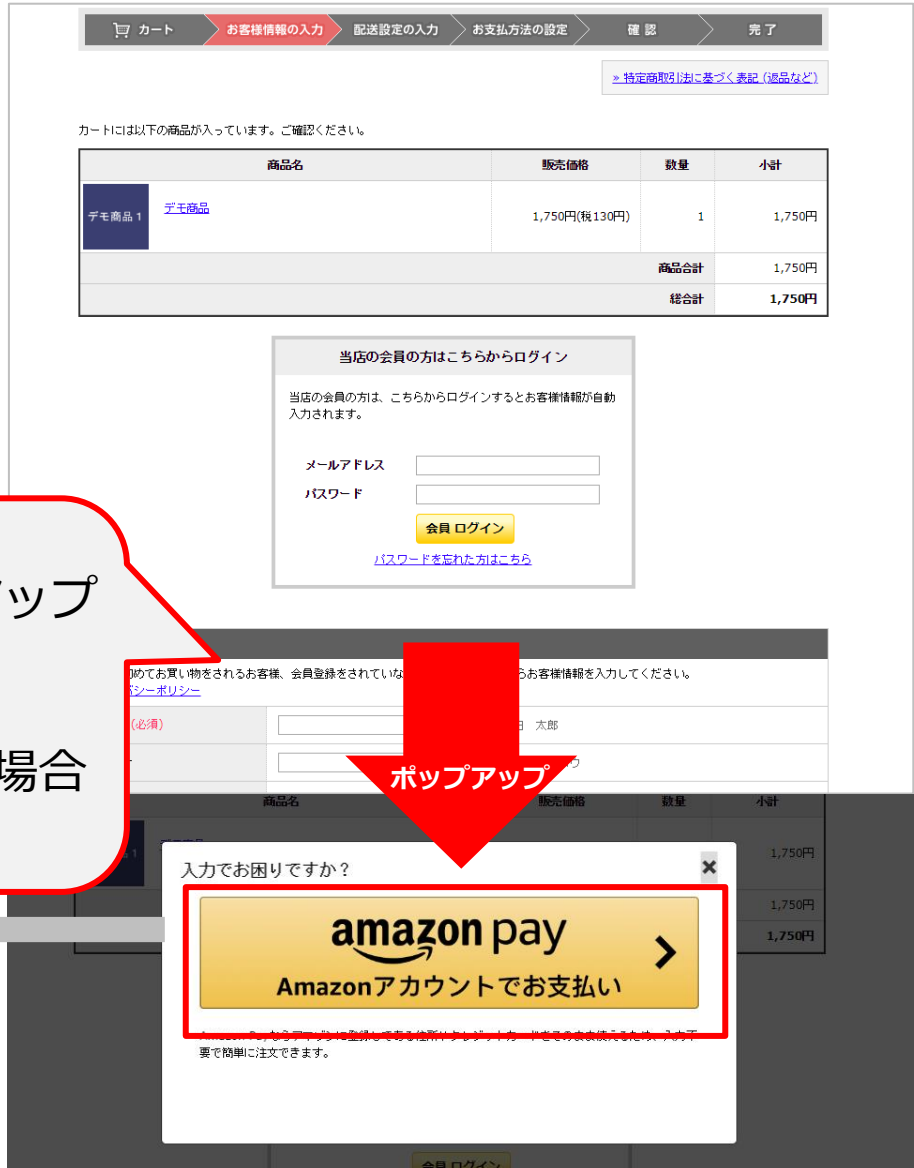 カート お客様情報の入力 配送設定の入力 お支払方法の設定 確 認 完 了
» 特定商取引法に基づく表記 (返品など)
カートには以下の商品が入っています。ご確認ください。
商品名 販売価格 数量 小計
デモ商品 1 デモ商品 1,750円(税130円) 1 1,750円
商品合計 1,750円
総合計 1,750円
当店の会員の方はこちらからログイン
当店の会員の方は、こちらからログインするとお客様情報が自動
入力されます。
メールアドレス
パスワード
会員 ログイン
パスワードを忘れた方はこちら
ップ
場合
めてお買い物をされるお客様、会員登録をされていな らお客様情報を入力してください。
シーポリシー
(必須) 太郎
ポップアップ
商品名 販売価格 数量 小計
1 1,750円
1,750円
1,750円
入力でお困りですか?
amazon pay
Amazonアカウントでお支払い
要で簡単に注文できます。
会員 ログイン